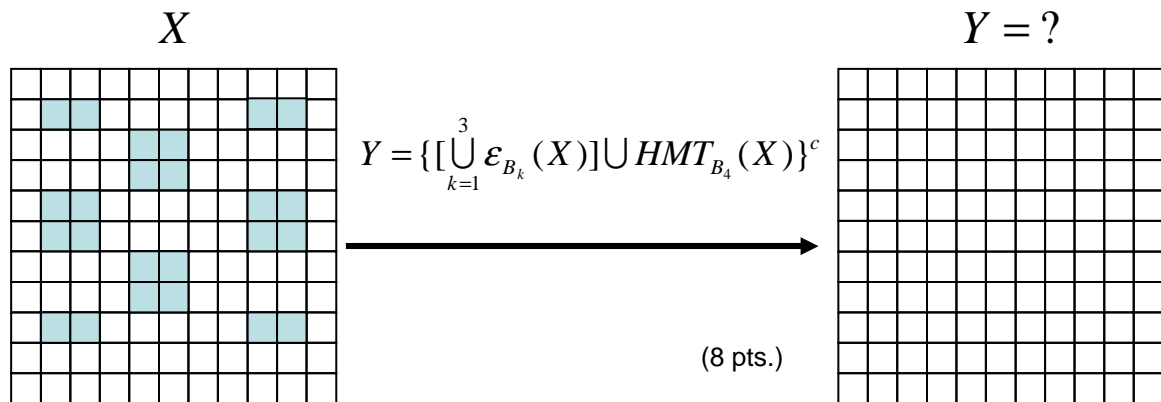 X
Y = ?
Y = {[⋃_{k=1}^{3} ε_{B_k}(X)] ∪ HMT_{B_4}(X)}^c
(8 pts.)